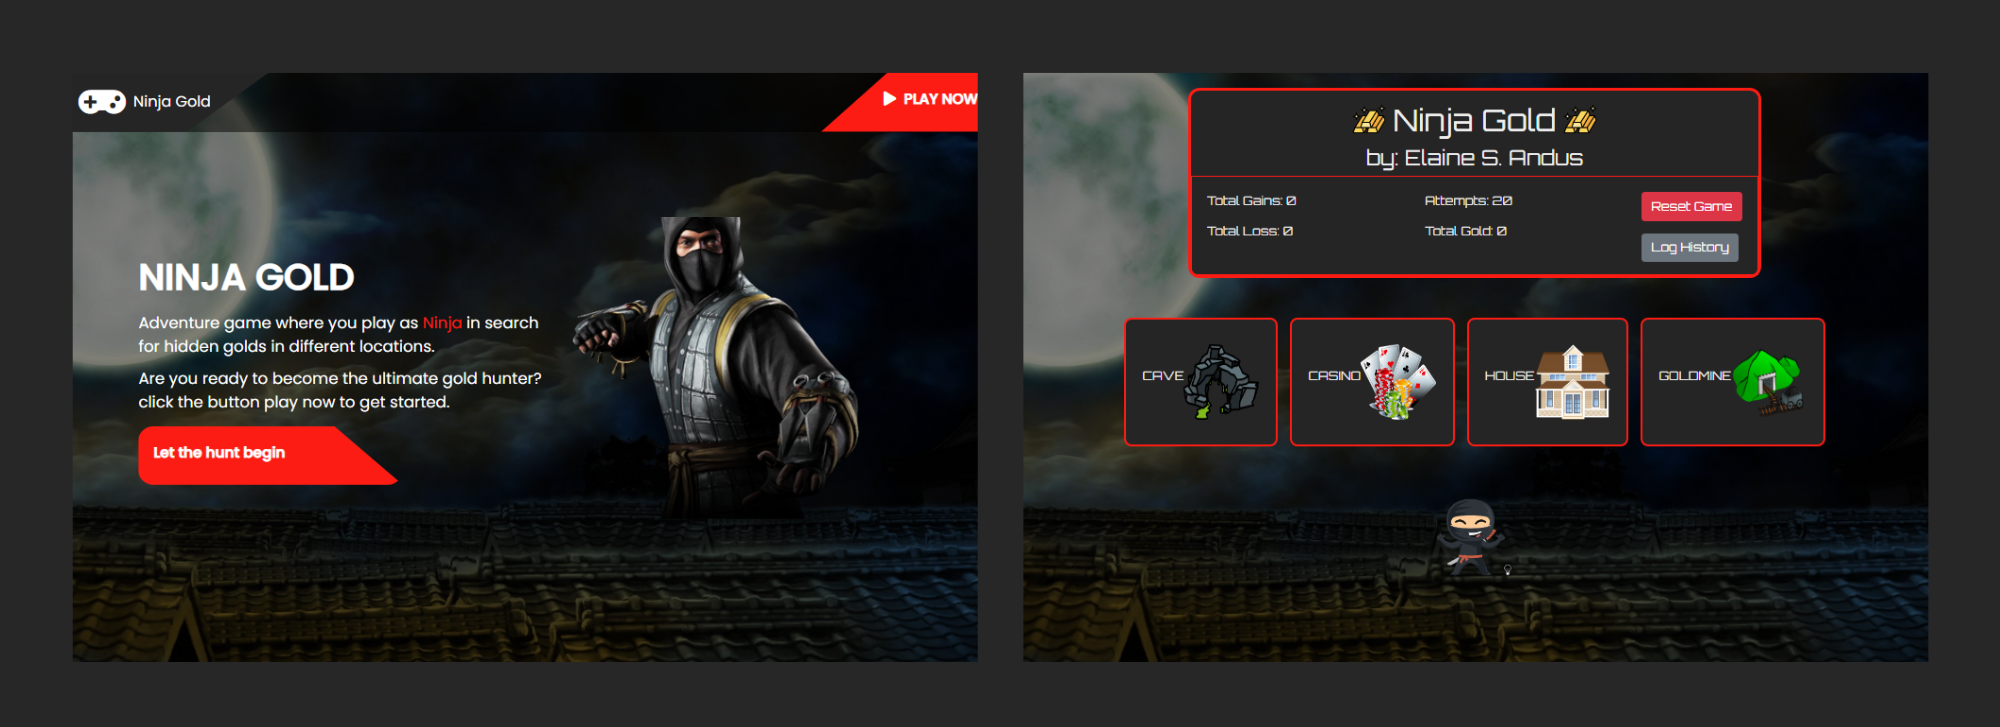 Ninja Gold
PLAY NOW
NINJA GOLD
Adventure game where you play as Ninja in search
for hidden golds in different locations.
Are you ready to become the ultimate gold hunter?
click the button play now to get started.
Let the hunt begin
Ninja Gold
by: Elaine S. Andus
Total Gains: 0
Attempts: 20
Reset Game
Total Loss: 0
Total Gold: 0
Log History
CAVE
CASINO
HOUSE
GOLDMINE